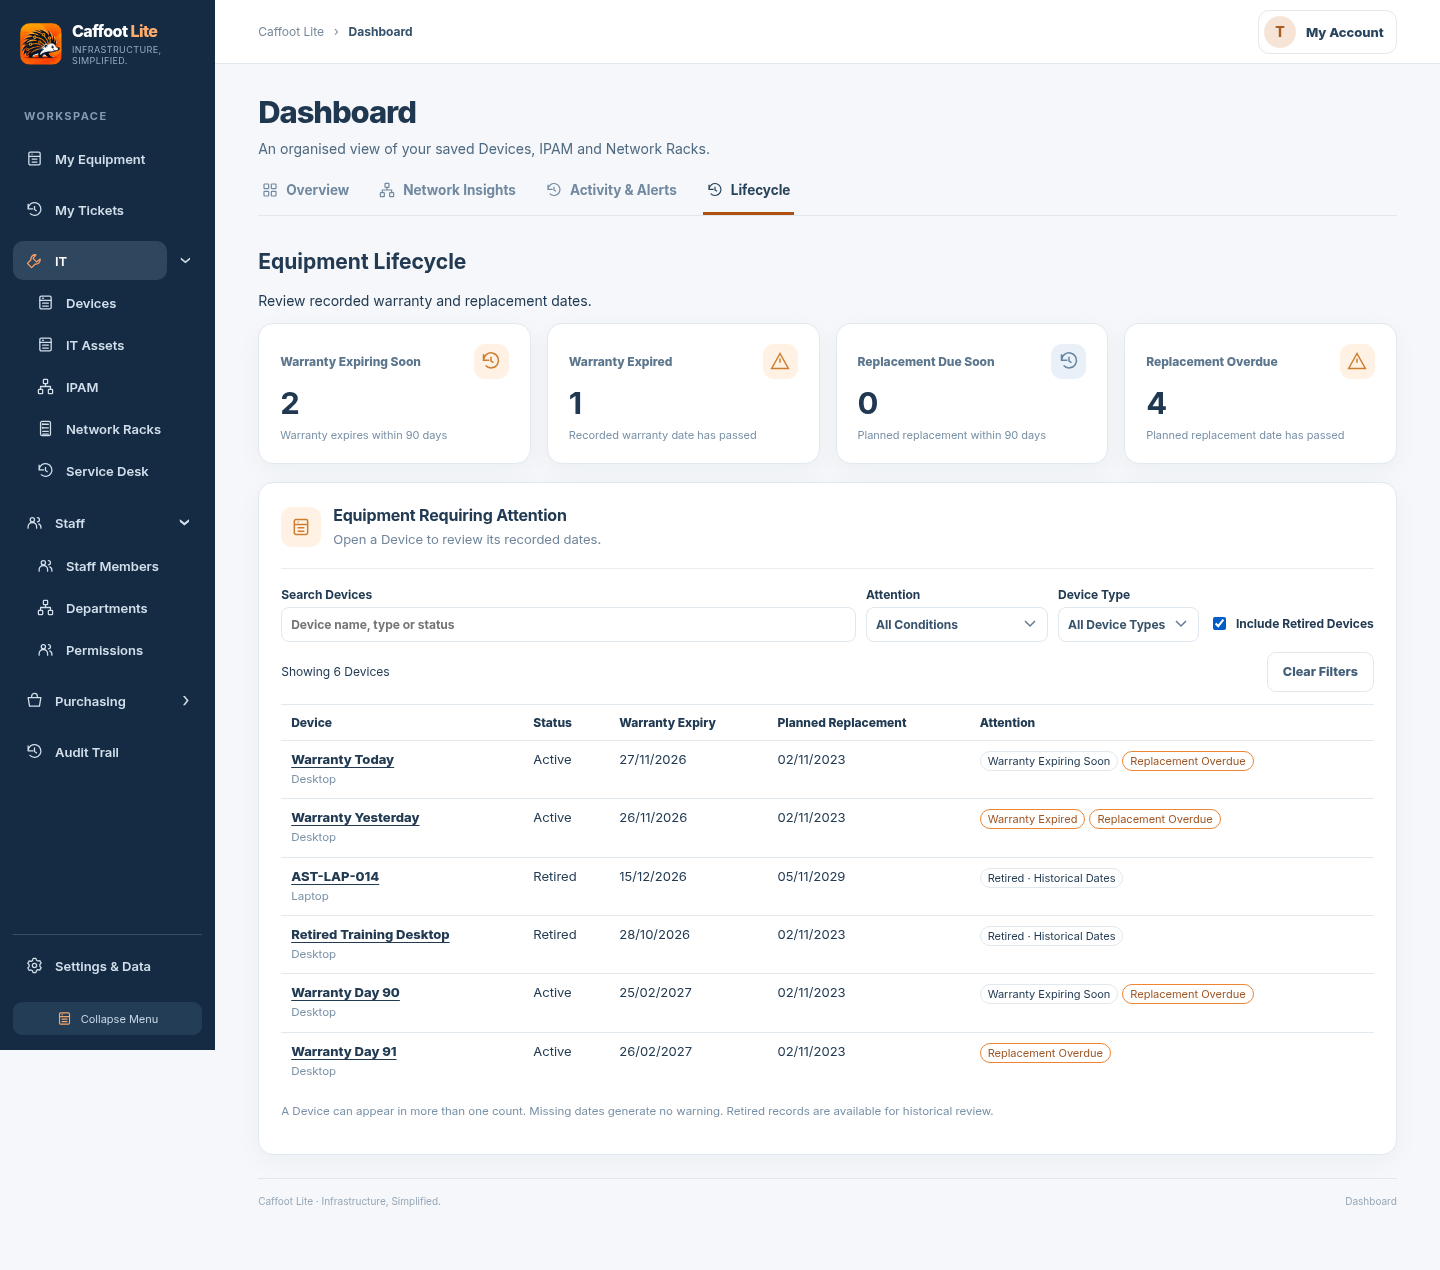 Caffoot Lite
INFRASTRUCTURE,
SIMPLIFIED.
WORKSPACE
My Equipment
My Tickets
IT
Devices
IT Assets
IPAM
Network Racks
Service Desk
Staff
Staff Members
Departments
Permissions
Purchasing
Audit Trail
Settings & Data
Collapse Menu
Caffoot Lite › Dashboard
T My Account
Dashboard
An organised view of your saved Devices, IPAM and Network Racks.
Overview Network Insights Activity & Alerts Lifecycle
Equipment Lifecycle
Review recorded warranty and replacement dates.
Warranty Expiring Soon
2
Warranty expires within 90 days
Warranty Expired
1
Recorded warranty date has passed
Replacement Due Soon
0
Planned replacement within 90 days
Replacement Overdue
4
Planned replacement date has passed
Equipment Requiring Attention
Open a Device to review its recorded dates.
Search Devices Attention Device Type
Device name, type or status All Conditions All Device Types Include Retired Devices
Showing 6 Devices Clear Filters
Device Status Warranty Expiry Planned Replacement Attention
Warranty Today Active 27/11/2026 02/11/2023 Warranty Expiring Soon Replacement Overdue
Desktop
Warranty Yesterday Active 26/11/2026 02/11/2023 Warranty Expired Replacement Overdue
Desktop
AST-LAP-014 Retired 15/12/2026 05/11/2029 Retired · Historical Dates
Laptop
Retired Training Desktop Retired 28/10/2026 02/11/2023 Retired · Historical Dates
Desktop
Warranty Day 90 Active 25/02/2027 02/11/2023 Warranty Expiring Soon Replacement Overdue
Desktop
Warranty Day 91 Active 26/02/2027 02/11/2023 Replacement Overdue
Desktop
A Device can appear in more than one count. Missing dates generate no warning. Retired records are available for historical review.
Caffoot Lite · Infrastructure, Simplified. Dashboard